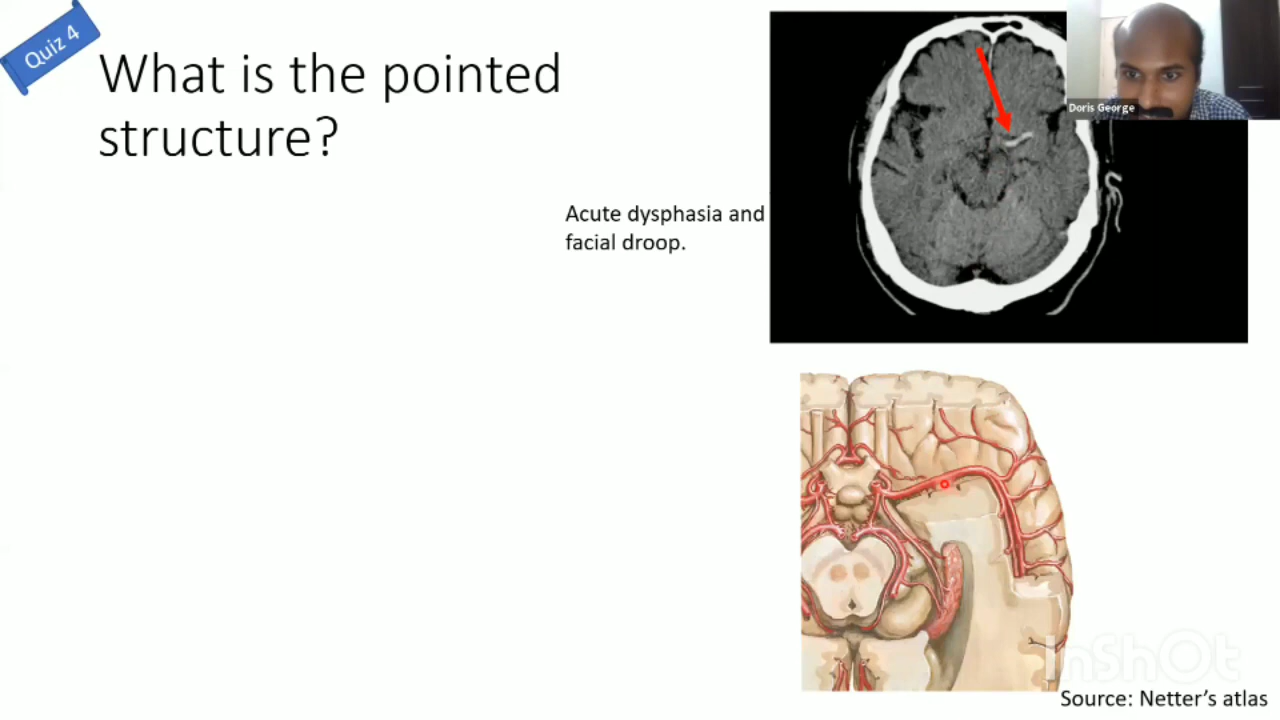 Quiz 4
What is the pointed
structure?
Doris George
Acute dysphasia and
facial droop.
InShOt
Source: Netter's atlas